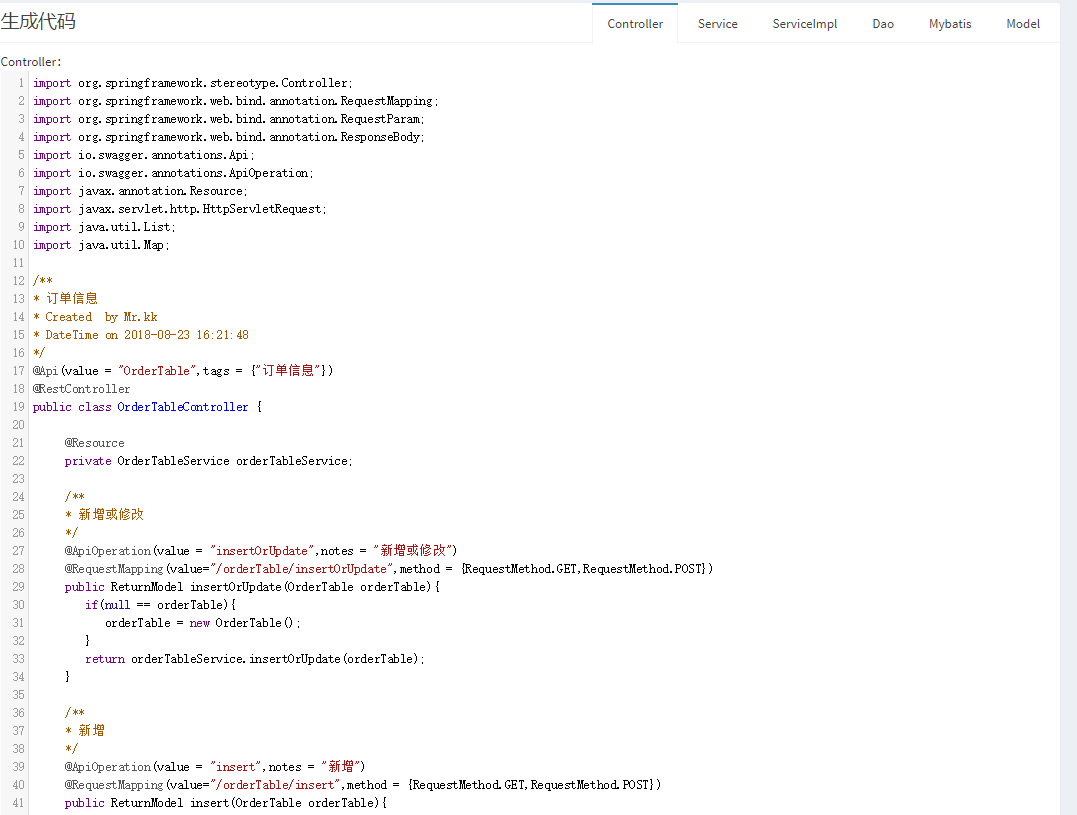 生成代码
Controller Service ServiceImpl Dao Mybatis Model
Controller:
1 import org.springframework.stereotype.Controller;
2 import org.springframework.web.bind.annotation.RequestMapping;
3 import org.springframework.web.bind.annotation.RequestParam;
4 import org.springframework.web.bind.annotation.ResponseBody;
5 import io.swagger.annotations.Api;
6 import io.swagger.annotations.ApiOperation;
7 import javax.annotation.Resource;
8 import javax.servlet.http.HttpServletRequest;
9 import java.util.List;
10 import java.util.Map;
11
12 /**
13 * 订单信息
14 * Created  by Mr.kk
15 * DateTime on 2018-08-23 16:21:48
16 */
17 @Api(value = "OrderTable",tags = {"订单信息"})
18 @RestController
19 public class OrderTableController {
20
21 @Resource
22 private OrderTableService orderTableService;
23
24 /**
25 * 新增或修改
26 */
27 @ApiOperation(value = "insertOrUpdate",notes = "新增或修改")
28 @RequestMapping(value="/orderTable/insertOrUpdate",method = {RequestMethod.GET,RequestMethod.POST})
29 public ReturnModel insertOrUpdate(OrderTable orderTable){
30 if(null == orderTable){
31 orderTable = new OrderTable();
32 }
33 return orderTableService.insertOrUpdate(orderTable);
34 }
35
36 /**
37 * 新增
38 */
39 @ApiOperation(value = "insert",notes = "新增")
40 @RequestMapping(value="/orderTable/insert",method = {RequestMethod.GET,RequestMethod.POST})
41 public ReturnModel insert(OrderTable orderTable){